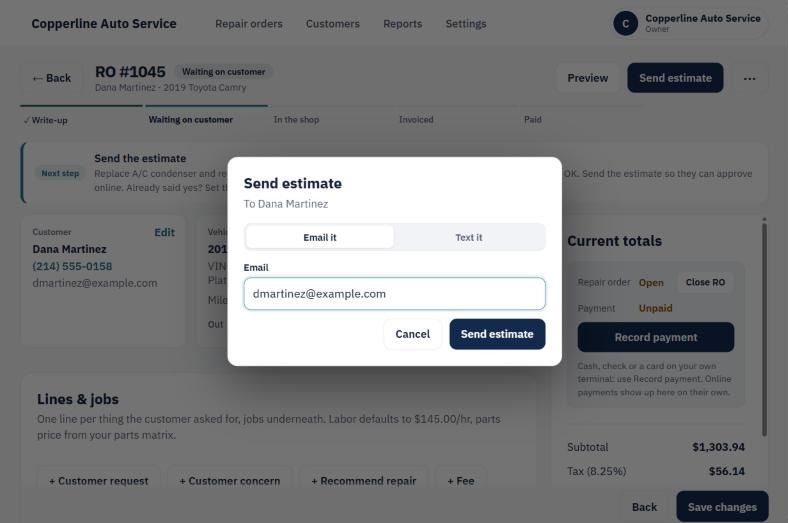 Copperline Auto Service
Repair orders
Customers
Reports
Settings
C
Copperline Auto Service
Owner
← Back
RO #1045
Waiting on customer
Dana Martinez · 2019 Toyota Camry
Preview
Send estimate
...
✓ Write-up
Waiting on customer
In the shop
Invoiced
Paid
Next step
Send the estimate
Replace A/C condenser and re
OK. Send the estimate so they can approve
online. Already said yes? Set t
Send estimate
To Dana Martinez
Email it
Text it
Email
dmartinez@example.com
Cancel
Send estimate
Customer
Edit
Dana Martinez
(214) 555-0158
dmartinez@example.com
Vehi
201
VIN
Plat
Mile
Out
Current totals
Repair order
Open
Close RO
Payment
Unpaid
Record payment
Cash, check or a card on your own
terminal: use Record payment. Online
payments show up here on their own.
Subtotal
$1,303.94
Tax (8.25%)
$56.14
Lines & jobs
One line per thing the customer asked for, jobs underneath. Labor defaults to $145.00/hr, parts
price from your parts matrix.
+ Customer request
+ Customer concern
+ Recommend repair
+ Fee
Back
Save changes